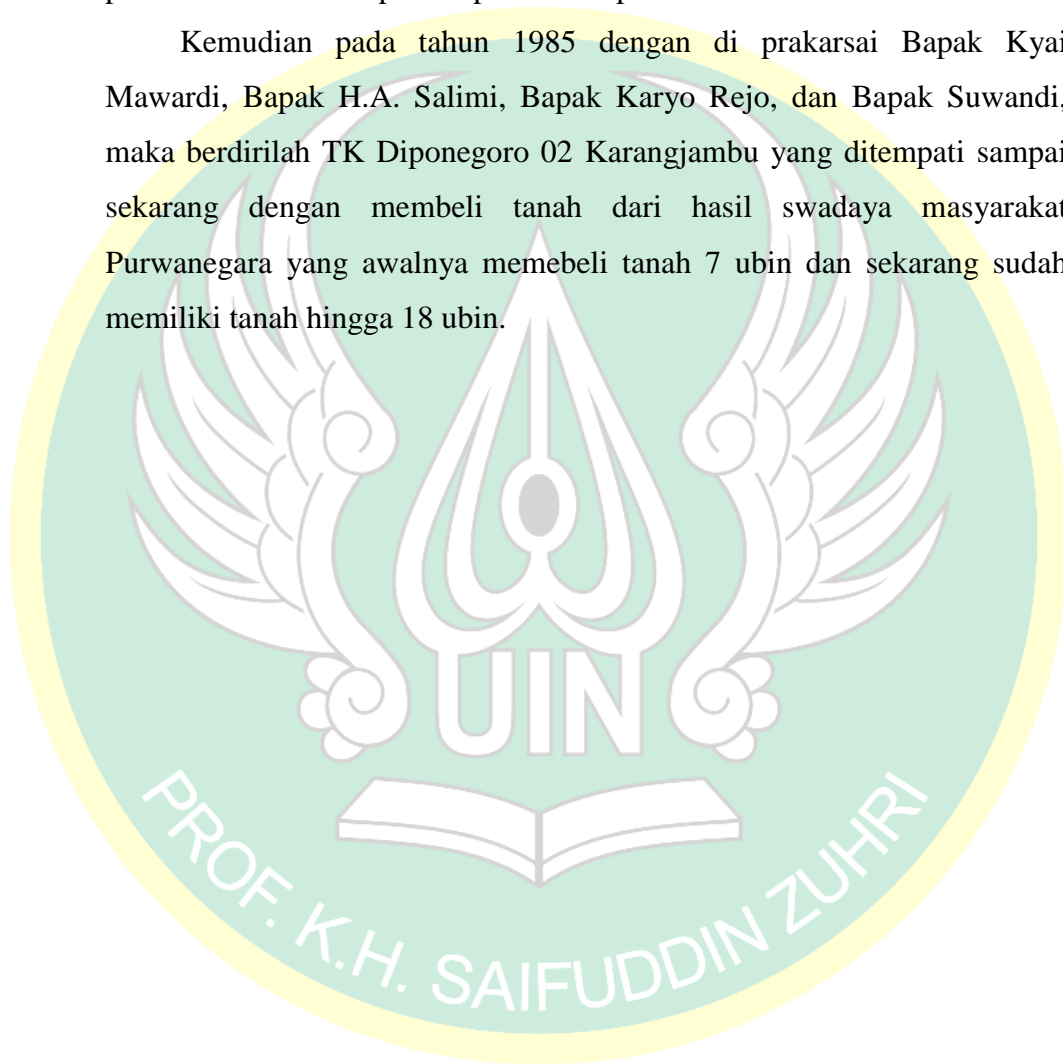 Kemudian pada tahun 1985 dengan di prakarsai Bapak Kyai
Mawardi, Bapak H.A. Salimi, Bapak Karyo Rejo, dan Bapak Suwandi,
maka berdirilah TK Diponegoro 02 Karangjambu yang ditempati sampai
sekarang dengan membeli tanah dari hasil swadaya masyarakat
Purwanegara yang awalnya memebeli tanah 7 ubin dan sekarang sudah
memiliki tanah hingga 18 ubin.
UIN
PROF. K.H. SAIFUDDIN ZUHRI